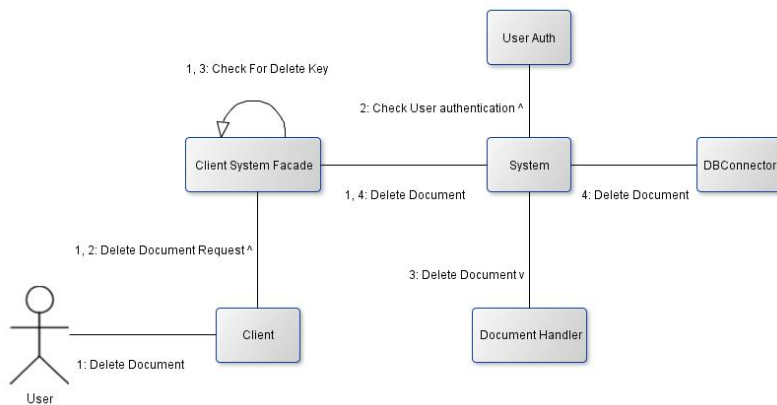 User Auth
1, 3: Check For Delete Key
2: Check User authentication ^
Client System Facade
System
DBConnector
1, 4: Delete Document
4: Delete Document
1, 2: Delete Document Request ^
3: Delete Document v
Client
Document Handler
1: Delete Document
User